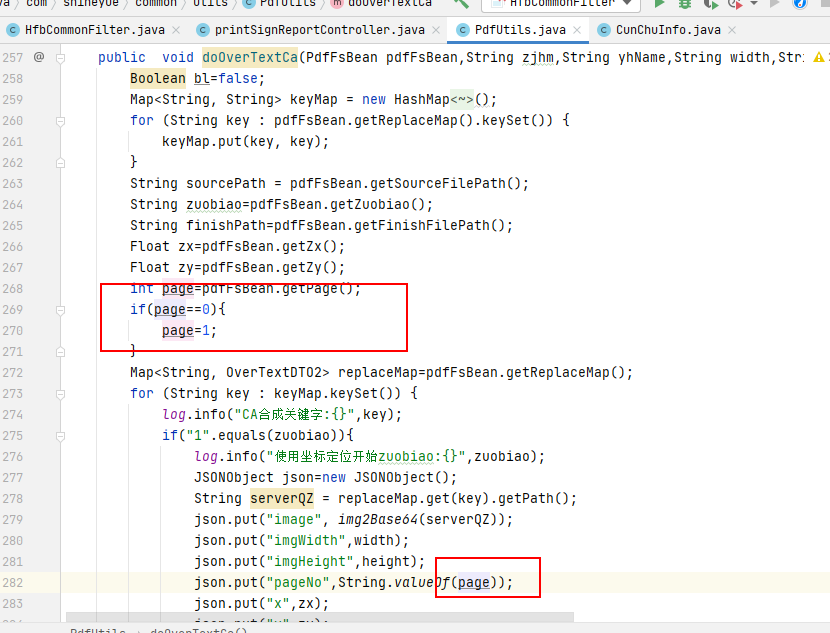 va com shineyue common Utils PdfUtils doOverTextCa HfbCommonFilter
HfbCommonFilter.java printSignReportController.java PdfUtils.java CunChuInfo.java
257 @ public void doOverTextCa(PdfFsBean pdfFsBean,String zjhm,String yhName,String width,Stri
258 Boolean bl=false;
259 Map<String, String> keyMap = new HashMap<~>();
260 for (String key : pdfFsBean.getReplaceMap().keySet()) {
261 keyMap.put(key, key);
262 }
263 String sourcePath = pdfFsBean.getSourceFilePath();
264 String zuobiao=pdfFsBean.getZuobiao();
265 String finishPath=pdfFsBean.getFinishFilePath();
266 Float zx=pdfFsBean.getZx();
267 Float zy=pdfFsBean.getZy();
268 int page=pdfFsBean.getPage();
269 if(page==0){
270 page=1;
271 }
272 Map<String, OverTextDTO2> replaceMap=pdfFsBean.getReplaceMap();
273 for (String key : keyMap.keySet()) {
274 log.info("CA合成关键字:{}",key);
275 if("1".equals(zuobiao)){
276 log.info("使用坐标定位开始zuobiao:{}",zuobiao);
277 JSONObject json=new JSONObject();
278 String serverQZ = replaceMap.get(key).getPath();
279 json.put("image", img2Base64(serverQZ));
280 json.put("imgWidth",width);
281 json.put("imgHeight",height);
282 json.put("pageNo",String.valueOf(page));
283 json.put("x",zx);
PdfUtils doOverTextCa()